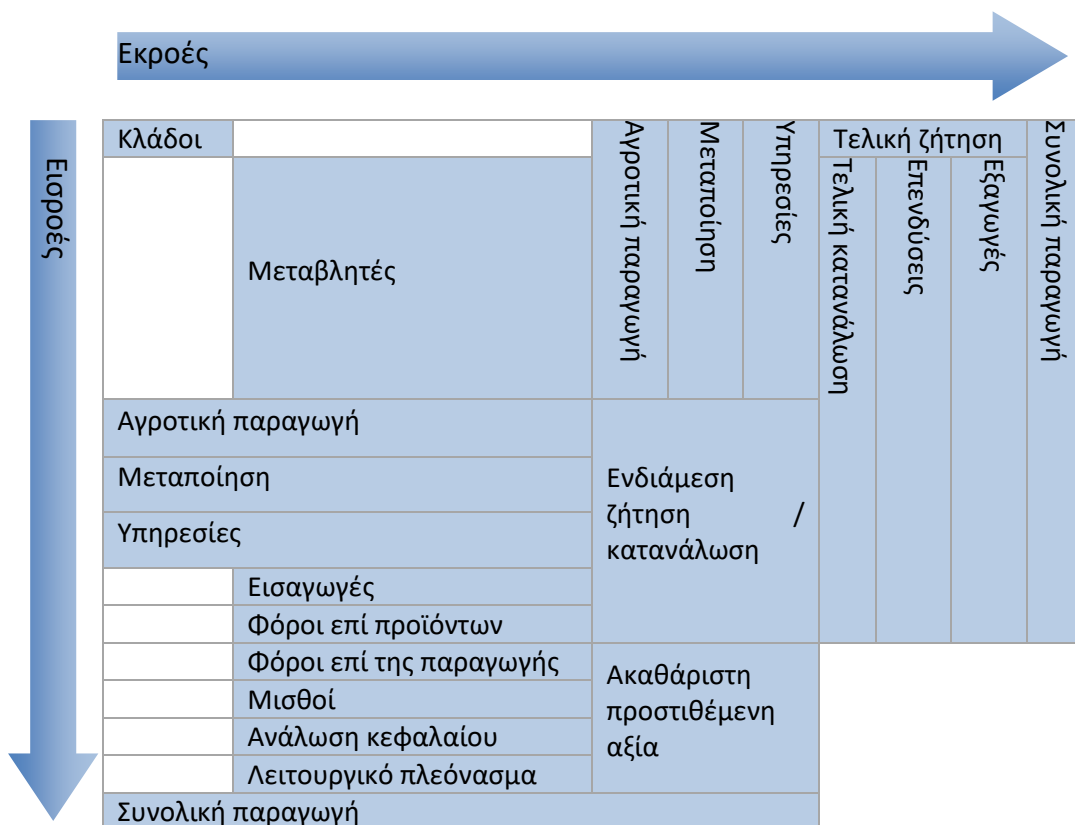 Εκροές
Εισροές
Κλάδοι
Αγροτική παραγωγή
Μεταποίηση
Υπηρεσίες
Τελική ζήτηση
Συνολική παραγωγή
Μεταβλητές
Τελική κατανάλωση
Επενδύσεις
Εξαγωγές
Αγροτική παραγωγή
Μεταποίηση
Υπηρεσίες
Ενδιάμεση
ζήτηση /
κατανάλωση
Εισαγωγές
Φόροι επί προϊόντων
Φόροι επί της παραγωγής
Μισθοί
Ανάλωση κεφαλαίου
Λειτουργικό πλεόνασμα
Ακαθάριστη
προστιθέμενη
αξία
Συνολική παραγωγή